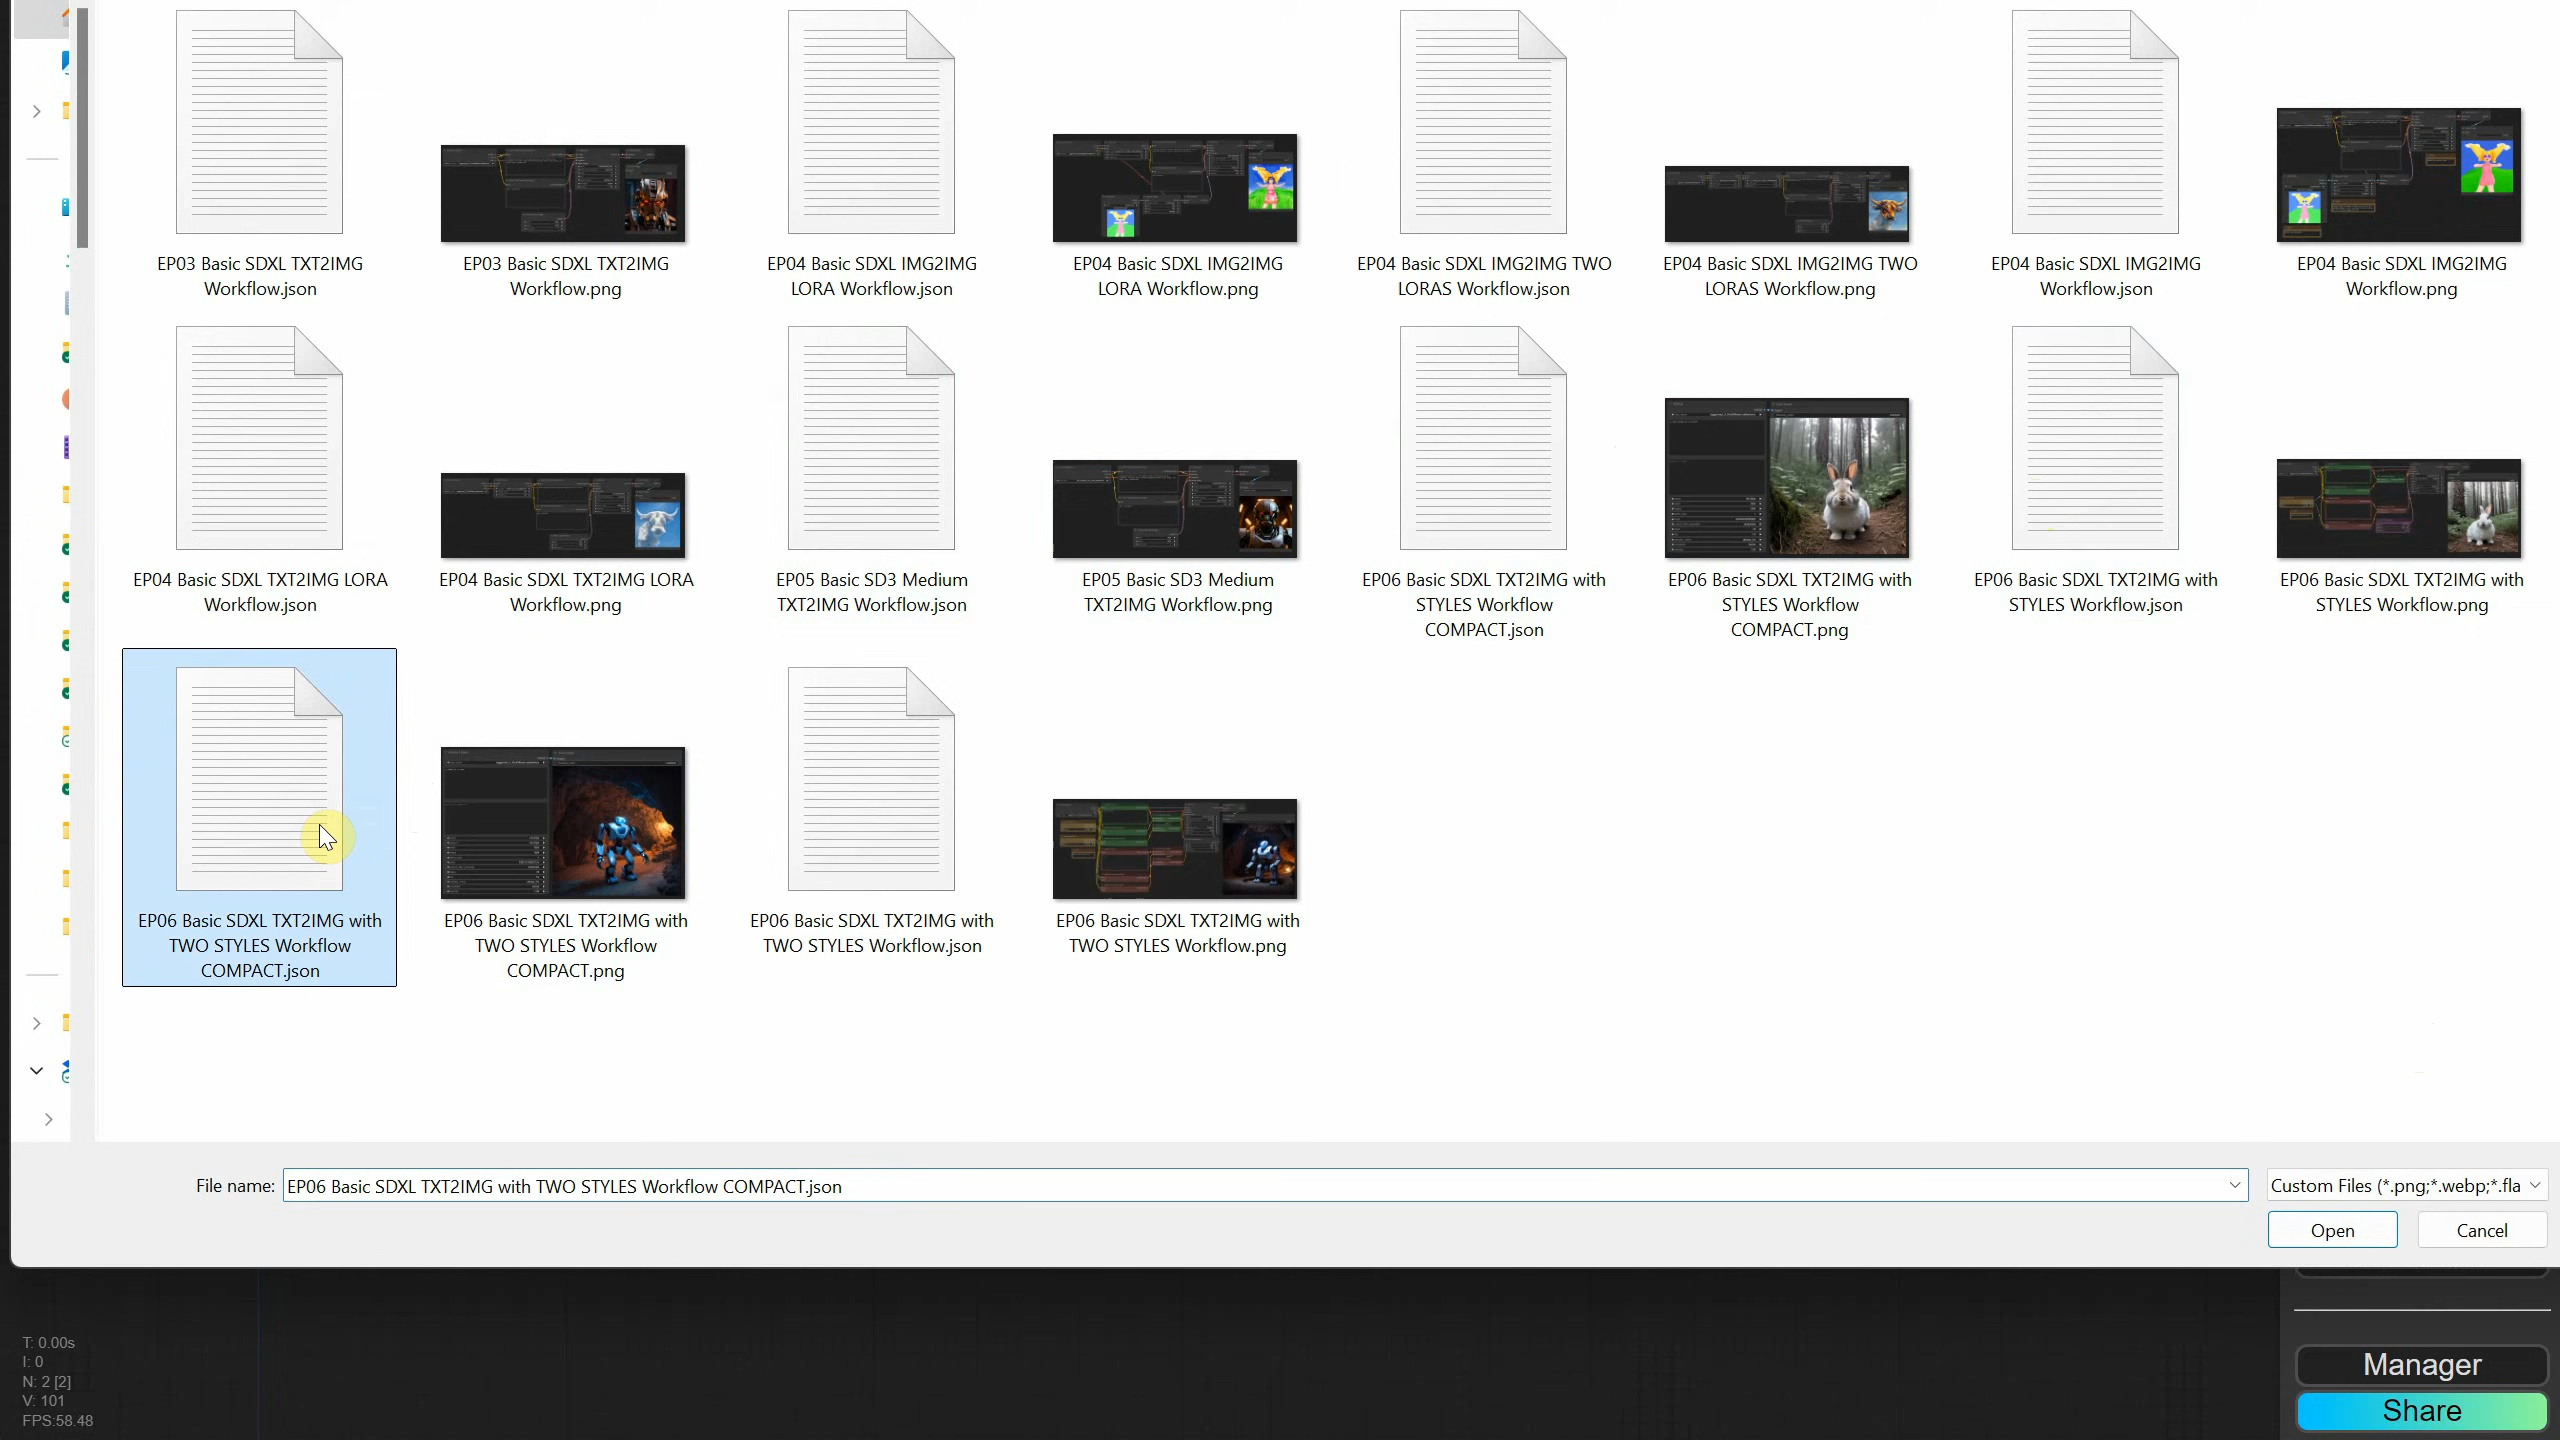 EP03 Basic SDXL TXT2IMG
Workflow.json
EP03 Basic SDXL TXT2IMG
Workflow.png
EP04 Basic SDXL IMG2IMG
LORA Workflow.json
EP04 Basic SDXL IMG2IMG
LORA Workflow.png
EP04 Basic SDXL IMG2IMG TWO
LORAS Workflow.json
EP04 Basic SDXL IMG2IMG TWO
LORAS Workflow.png
EP04 Basic SDXL IMG2IMG
Workflow.json
EP04 Basic SDXL IMG2IMG
Workflow.png
EP04 Basic SDXL TXT2IMG LORA
Workflow.json
EP04 Basic SDXL TXT2IMG LORA
Workflow.png
EP05 Basic SD3 Medium
TXT2IMG Workflow.json
EP05 Basic SD3 Medium
TXT2IMG Workflow.png
EP06 Basic SDXL TXT2IMG with
STYLES Workflow
COMPACT.json
EP06 Basic SDXL TXT2IMG with
STYLES Workflow
COMPACT.png
EP06 Basic SDXL TXT2IMG with
STYLES Workflow.json
EP06 Basic SDXL TXT2IMG with
STYLES Workflow.png
EP06 Basic SDXL TXT2IMG with
TWO STYLES Workflow
COMPACT.json
EP06 Basic SDXL TXT2IMG with
TWO STYLES Workflow
COMPACT.png
EP06 Basic SDXL TXT2IMG with
TWO STYLES Workflow.json
EP06 Basic SDXL TXT2IMG with
TWO STYLES Workflow.png
File name: EP06 Basic SDXL TXT2IMG with TWO STYLES Workflow COMPACT.json
Custom Files (*.png;*.webp;*.fla
Open
Cancel
T: 0.00s
I: 0
N: 2 [2]
V: 101
FPS:58.48
Manager
Share